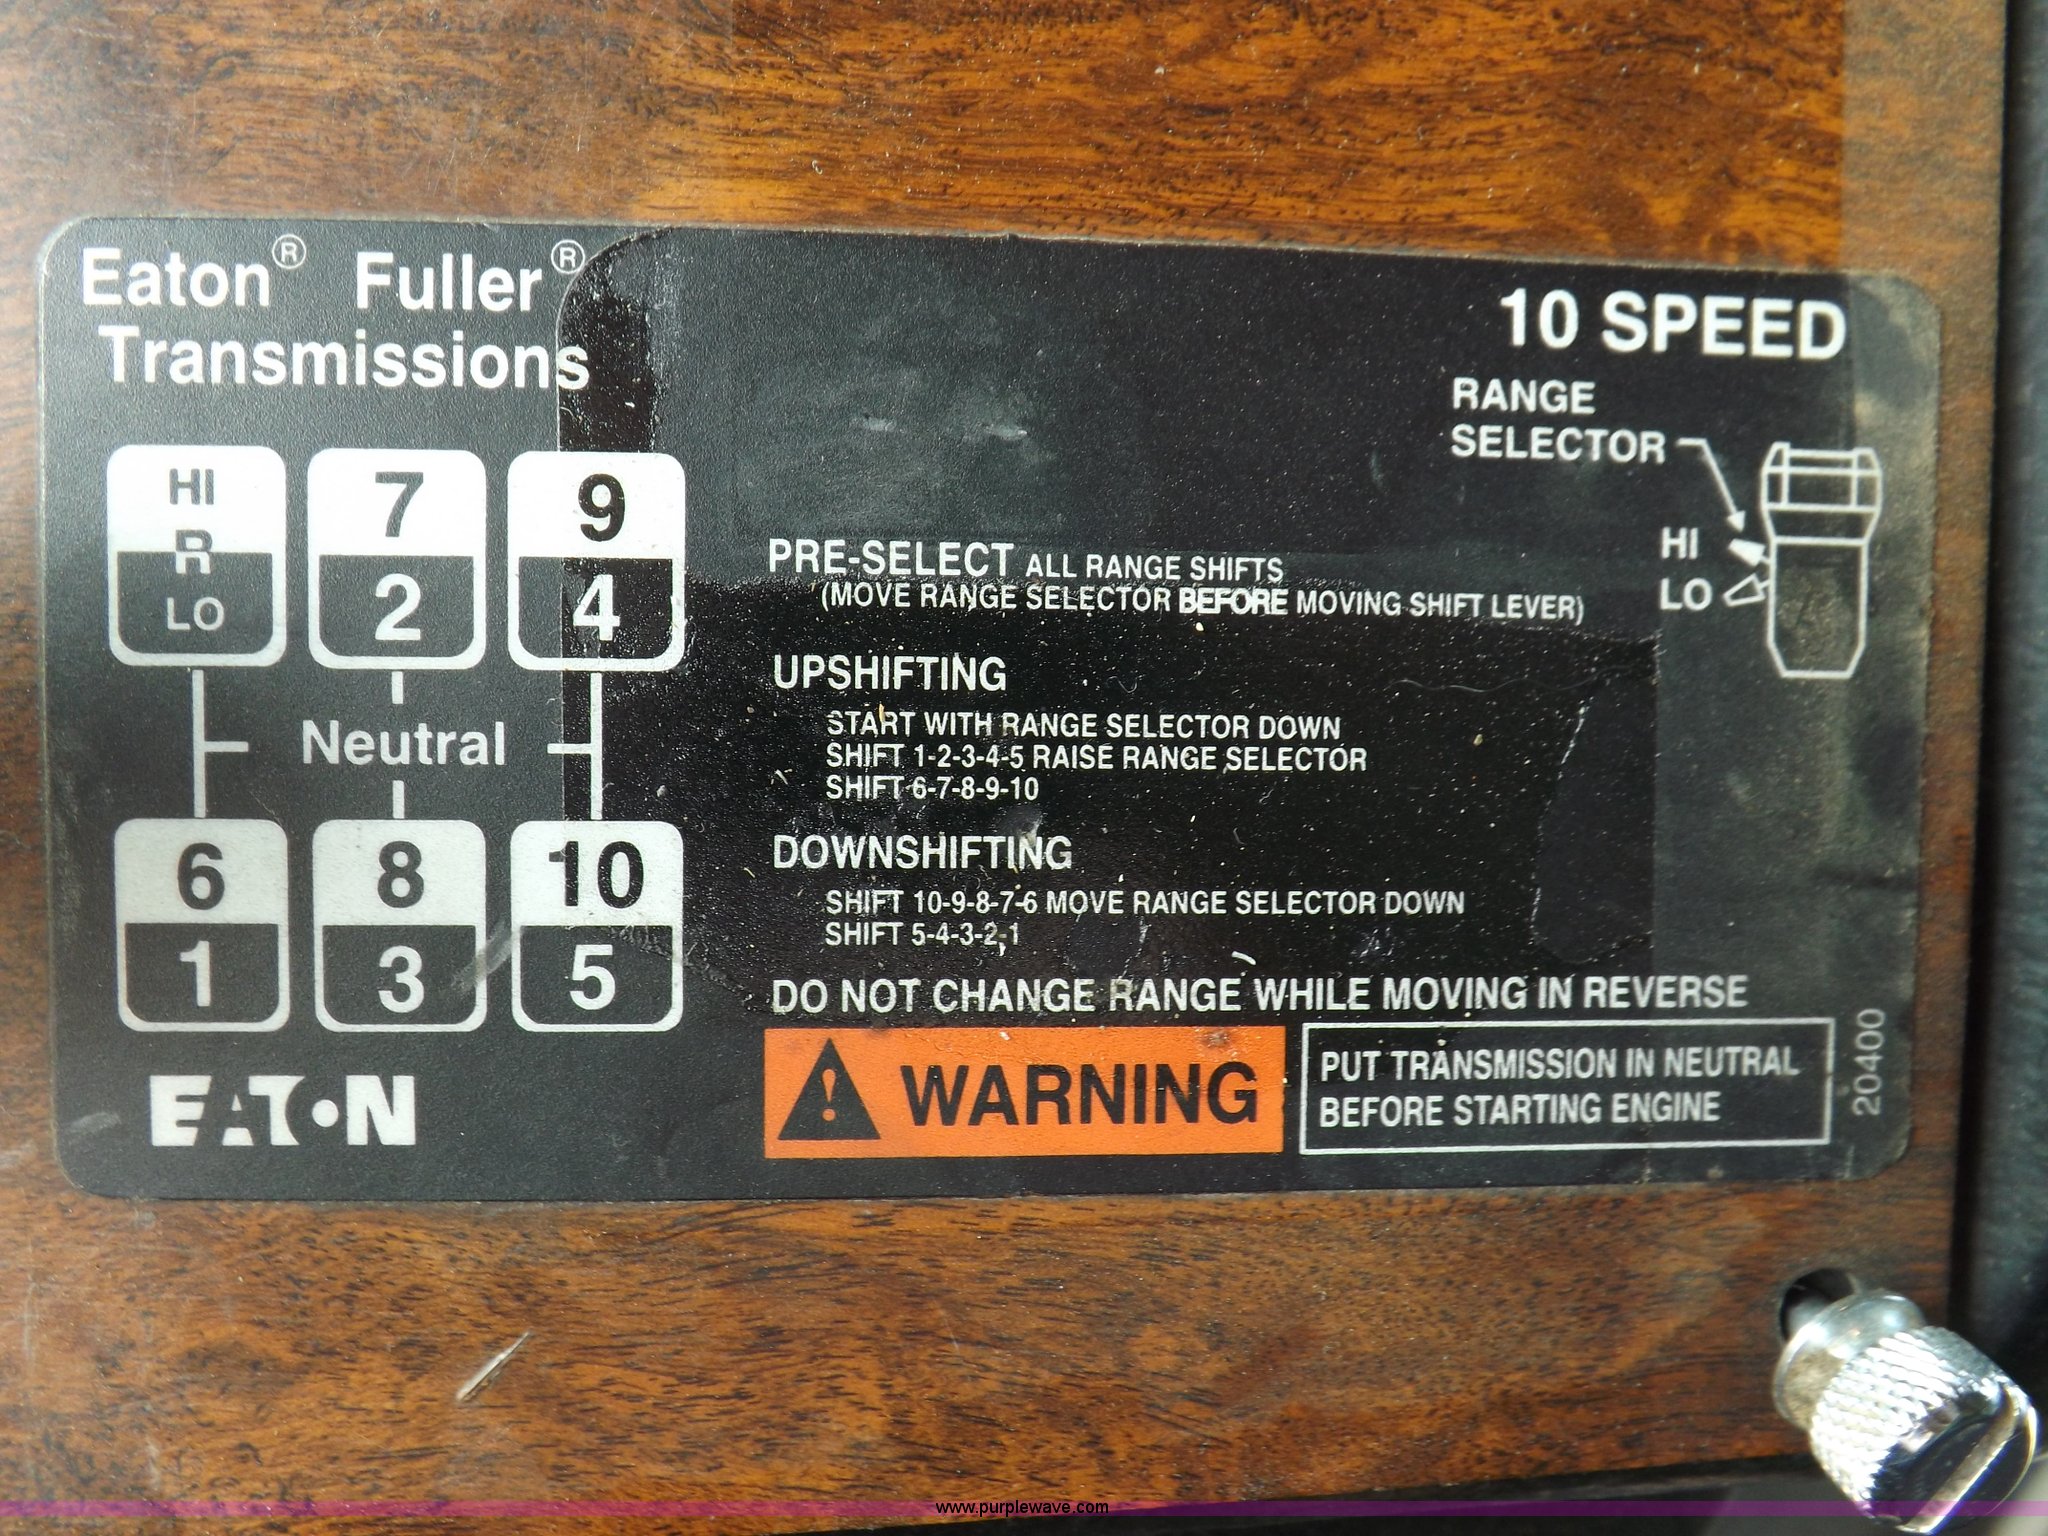 Eaton® Fuller®
Transmissions
10 SPEED
RANGE
SELECTOR
HI
LO
HI
R
LO
7
2
9
4
Neutral
6
1
8
3
10
5
EATON
PRE-SELECT ALL RANGE SHIFTS
(MOVE RANGE SELECTOR BEFORE MOVING SHIFT LEVER)
UPSHIFTING
START WITH RANGE SELECTOR DOWN
SHIFT 1-2-3-4-5 RAISE RANGE SELECTOR
SHIFT 6-7-8-9-10
DOWNSHIFTING
SHIFT 10-9-8-7-6 MOVE RANGE SELECTOR DOWN
SHIFT 5-4-3-2-1
DO NOT CHANGE RANGE WHILE MOVING IN REVERSE
WARNING
PUT TRANSMISSION IN NEUTRAL
BEFORE STARTING ENGINE
20400
www.purplewave.com